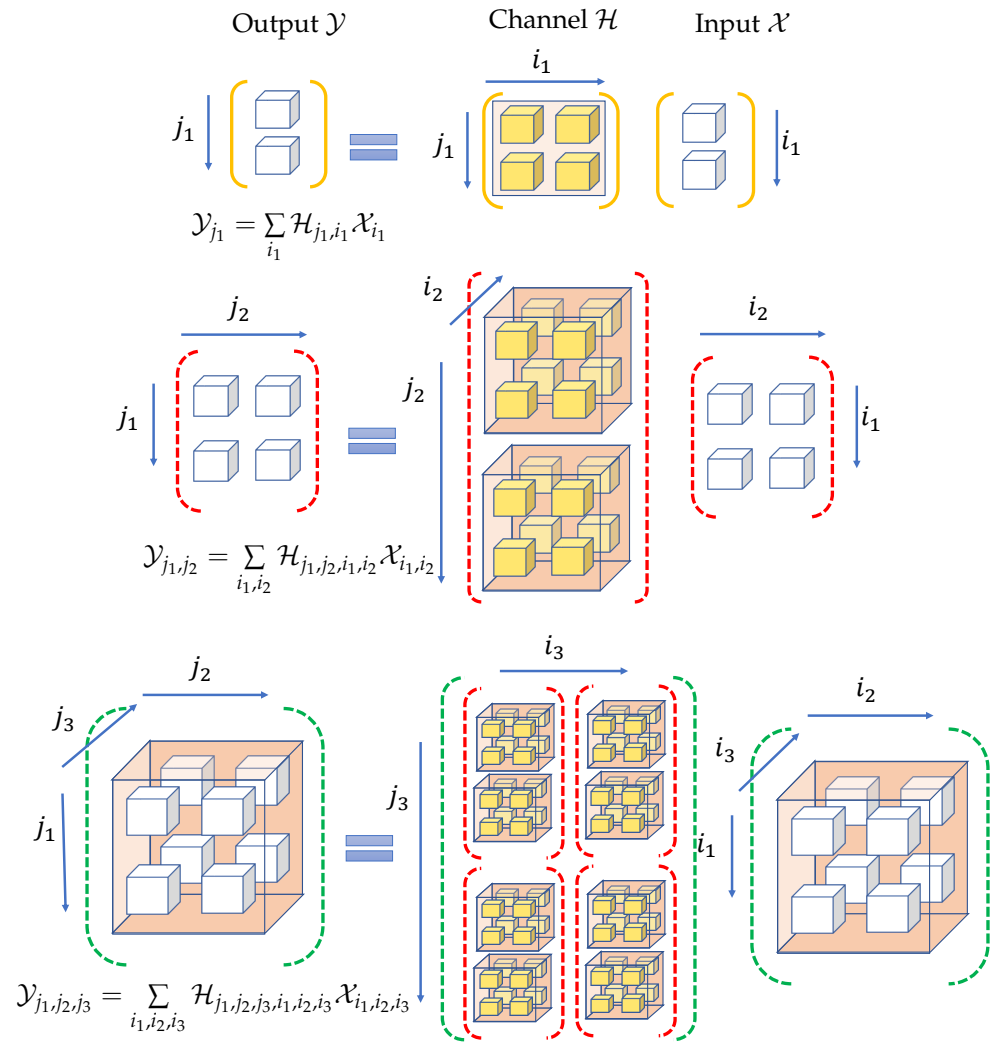 Output 𝒴 Channel ℋ Input 𝒳
i₁
j₁ = j₁ i₁
𝒴_{j₁} = ∑_{i₁} ℋ_{j₁,i₁} 𝒳_{i₁}
i₂
j₂ i₂
j₂
j₁ = i₁
𝒴_{j₁,j₂} = ∑_{i₁,i₂} ℋ_{j₁,j₂,i₁,i₂} 𝒳_{i₁,i₂}
i₃
j₂ i₂
j₃ i₃
j₃
j₁ = i₁
𝒴_{j₁,j₂,j₃} = ∑_{i₁,i₂,i₃} ℋ_{j₁,j₂,j₃,i₁,i₂,i₃} 𝒳_{i₁,i₂,i₃}